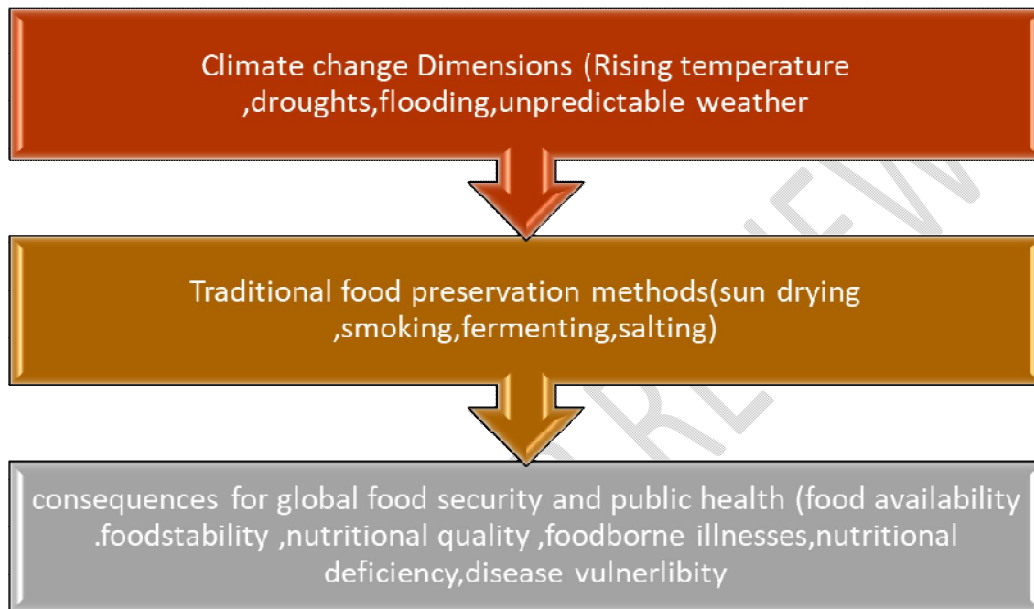 Climate change Dimensions (Rising temperature
,droughts,flooding,unpredictable weather
Traditional food preservation methods(sun drying
,smoking,fermenting,salting)
consequences for global food security and public health (food availability
.foodstability ,nutritional quality ,foodborne illnesses,nutritional
deficiency,disease vulnerlibity
REVIEW